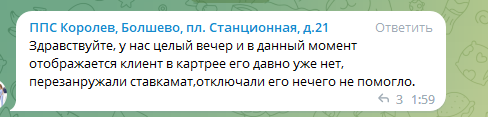 ППС Королев, Болшево, пл. Станционная, д.21 Ответить
Здравствуйте, у нас целый вечер и в данный момент
отображается клиент в картрее его давно уже нет,
перезанружали ставкамат,отключали его нечего не помогло.
3 1:59